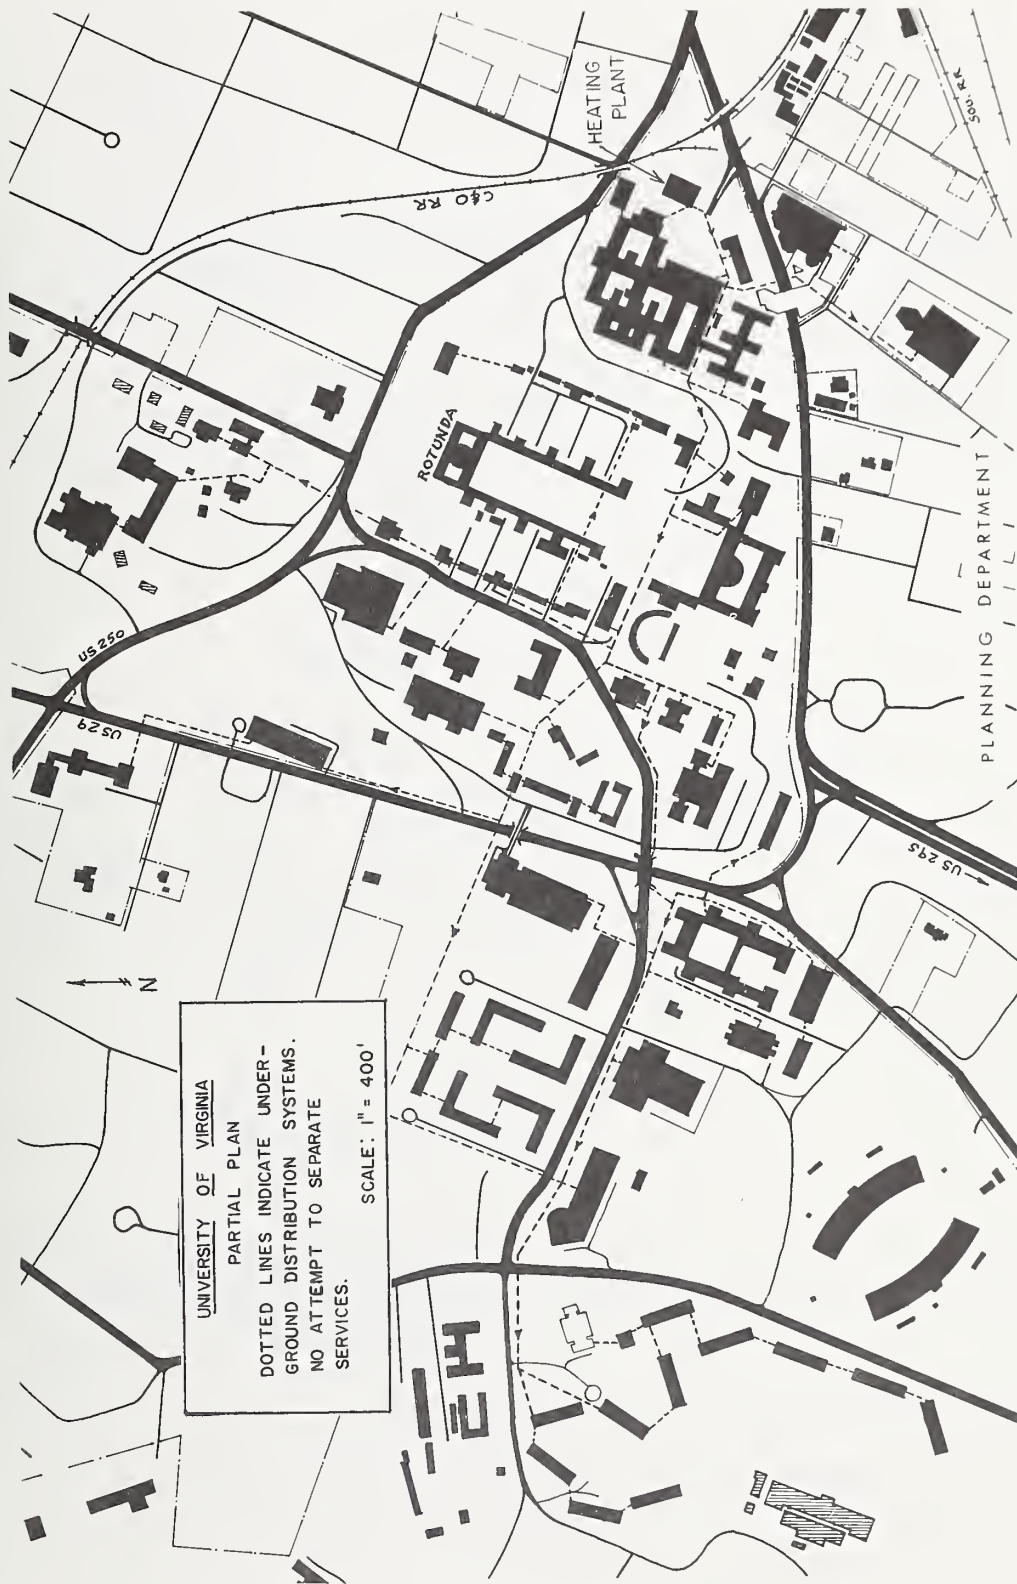 UNIVERSITY OF VIRGINIA
PARTIAL PLAN
DOTTED LINES INDICATE UNDER-
GROUND DISTRIBUTION SYSTEMS.
NO ATTEMPT TO SEPARATE
SERVICES.
SCALE: 1" = 400'
N
US 29
US 250
C&O RR
ROTUNDA
HEATING
PLANT
SOU. RR
US 29S
PLANNING DEPARTMENT